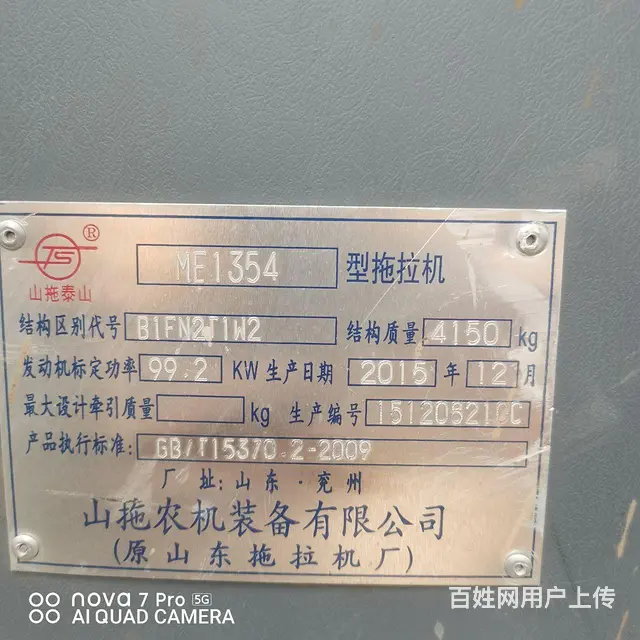 TS ®
山拖泰山
ME1354 型拖拉机
结构区别代号 B1FN2T1W2 结构质量 4150 kg
发动机标定功率 99.2 KW 生产日期 2015 年 12 月
最大设计牵引质量 kg 生产编号
产品执行标准: GB/T15370.2-2009
厂 址: 山东·兖州
山拖农机装备有限公司
(原山东拖拉机厂)
nova 7 Pro 5G
AI QUAD CAMERA
百姓网用户上传